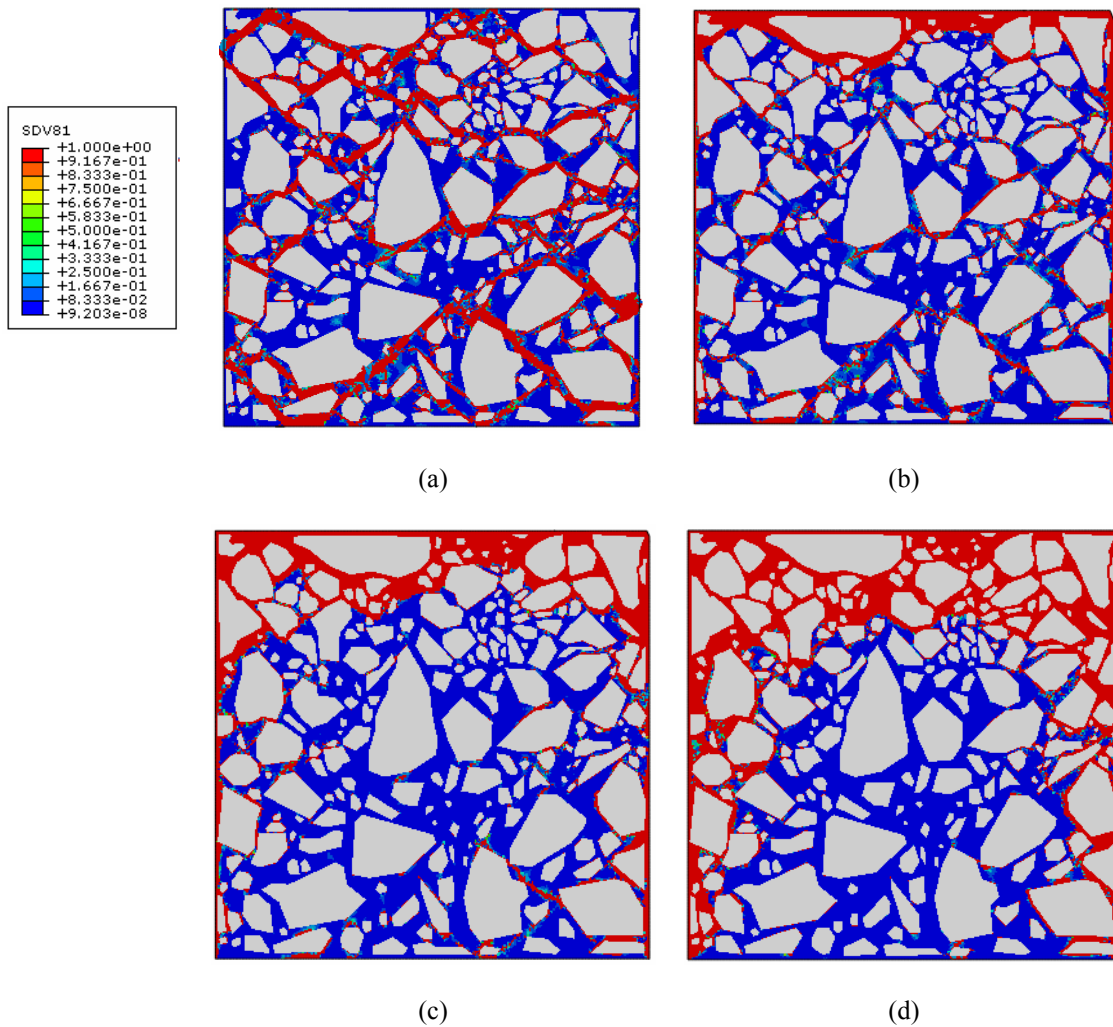 SDV81
+1.000e+00
+9.167e-01
+8.333e-01
+7.500e-01
+6.667e-01
+5.833e-01
+5.000e-01
+4.167e-01
+3.333e-01
+2.500e-01
+1.667e-01
+8.333e-02
+9.203e-08
(a)
(b)
(c)
(d)